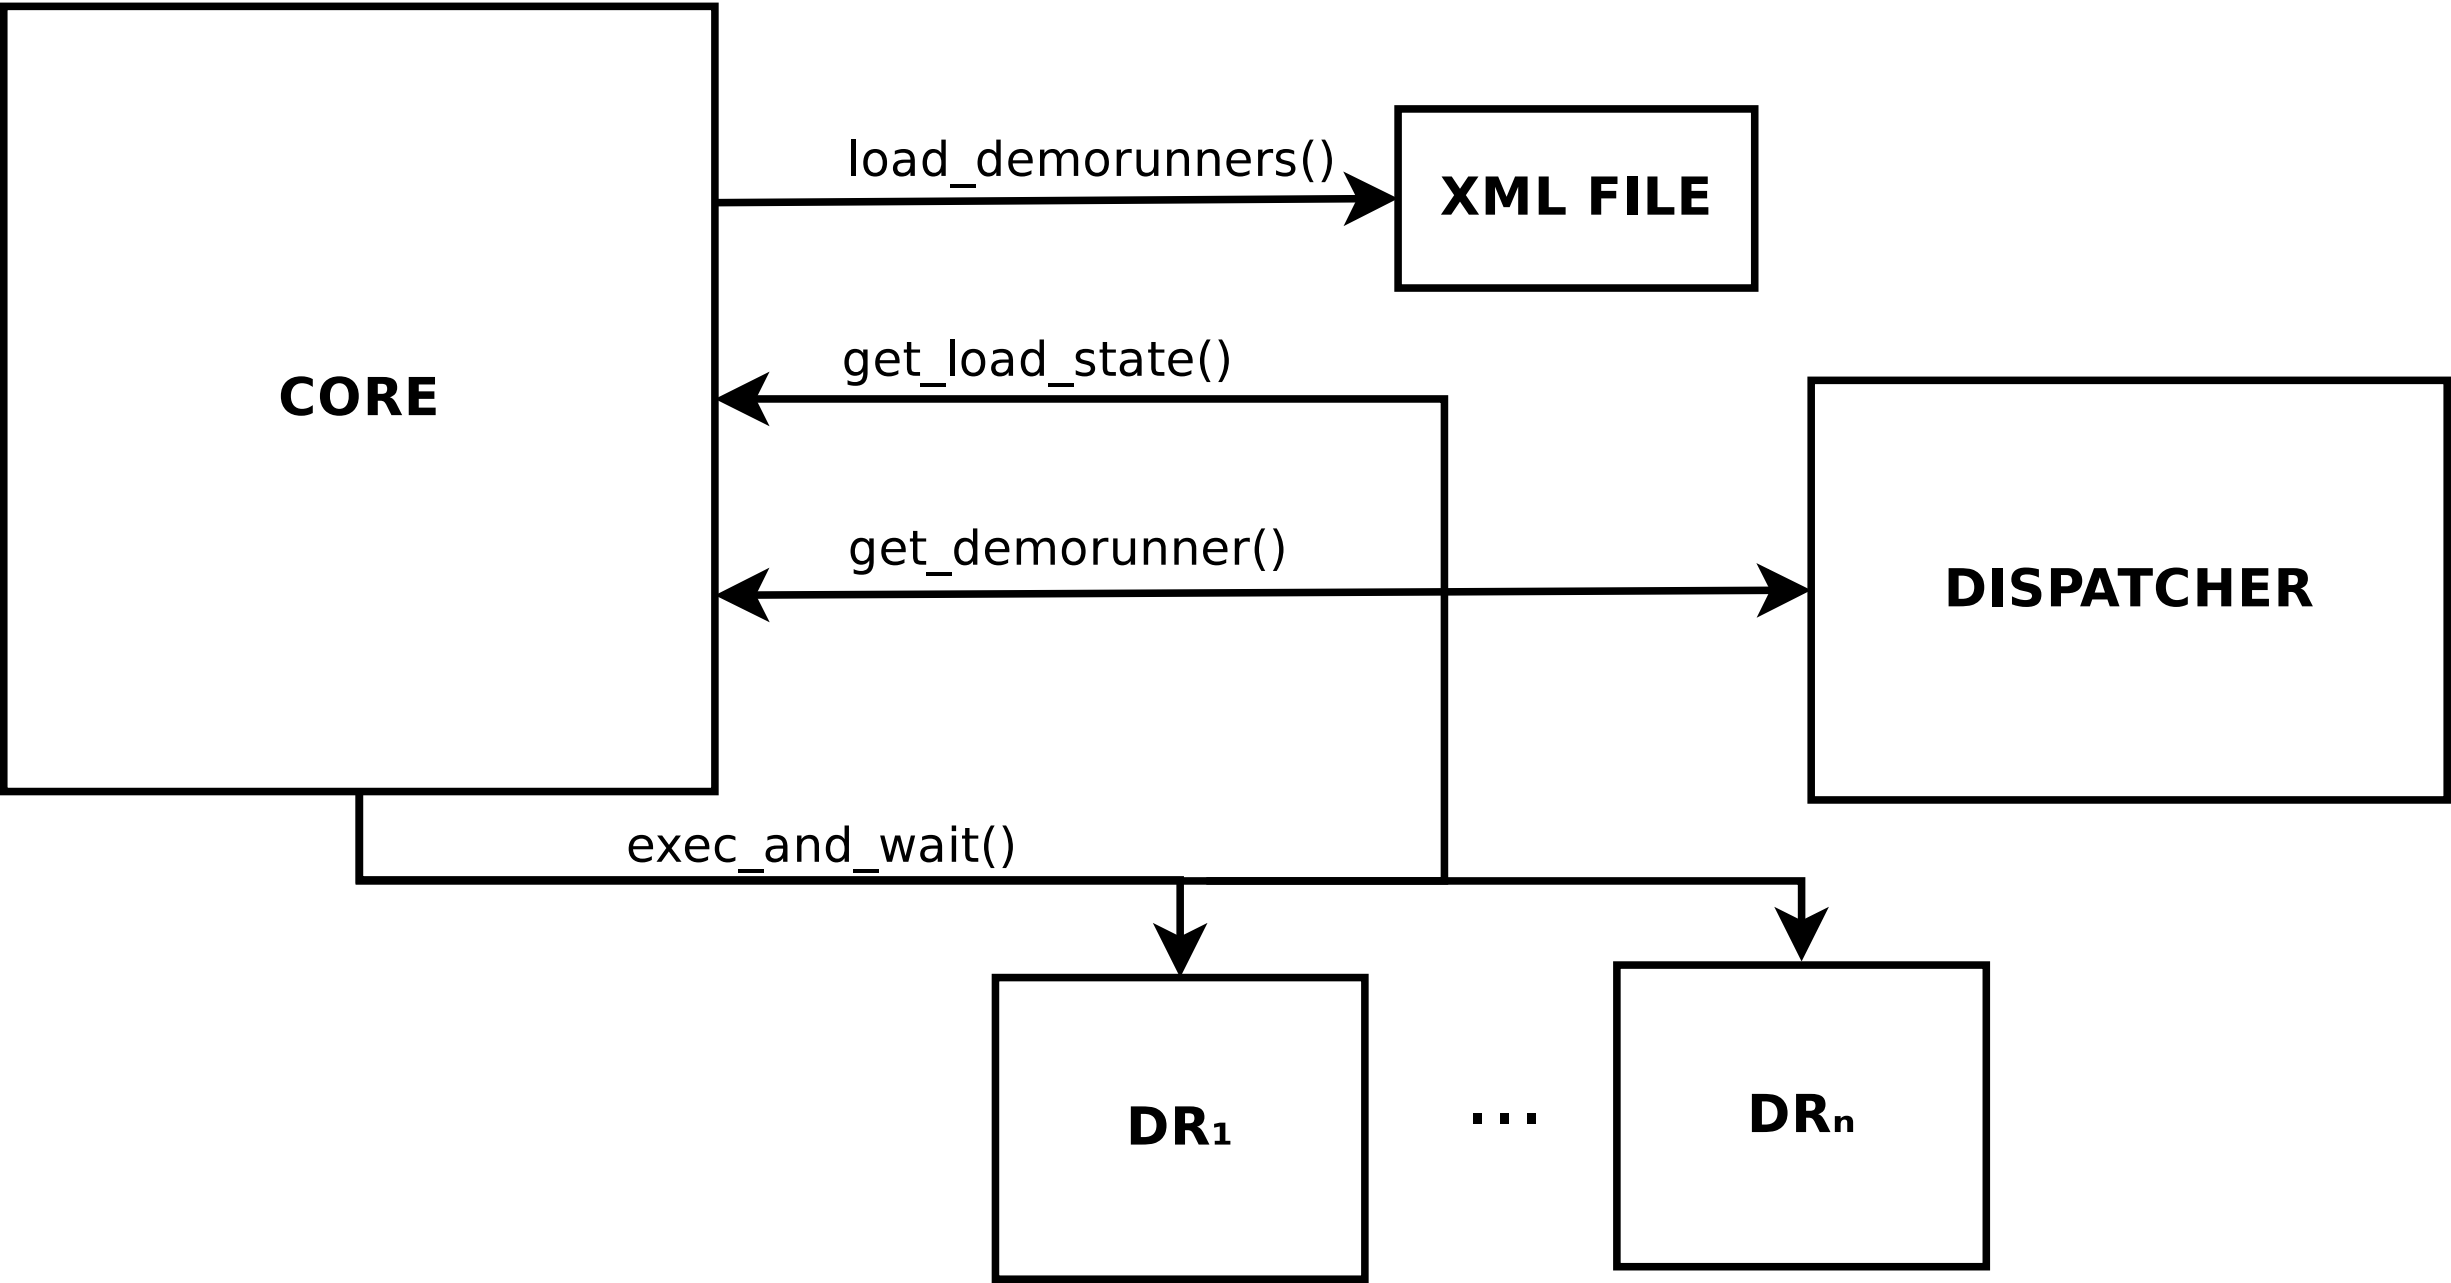 load_demorunners()
XML FILE
get_load_state()
CORE
get_demorunner()
DISPATCHER
exec_and_wait()
DR₁
...
DRₙ